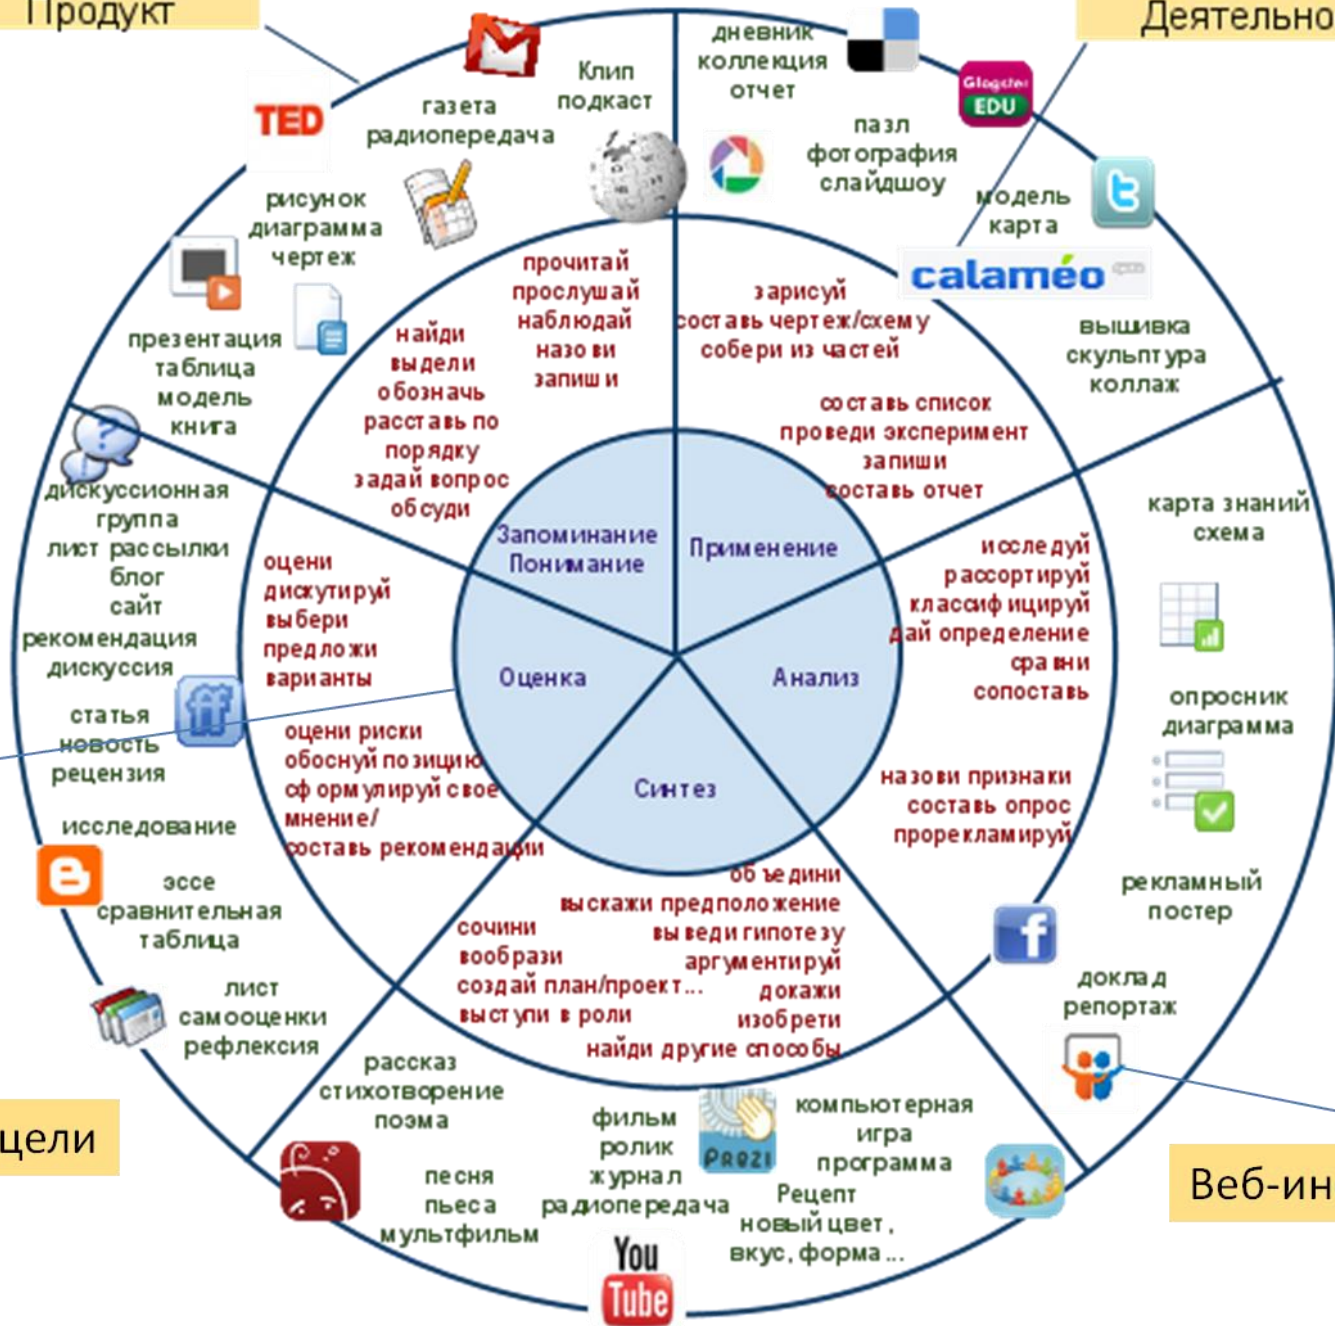 Продукт
Деятельно
цели
Веб-ин
TED
газета
радиопередача
Клип
подкаст
рисунок
диаграмма
чертеж
презентация
таблица
модель
книга
дневник
коллекция
отчет
Glogster
EDU
пазл
фотография
слайдшоу
модель
карта
calaméo
вышивка
скульптура
коллаж
прочитай
прослушай
наблюдай
назови
запиши
найди
выдели
обозначь
расставь по
порядку
задай вопрос
обсуди
зарисуй
составь чертеж/схему
собери из частей
составь список
проведи эксперимент
запиши
составь отчет
Запоминание
Понимание
Применение
Оценка
Анализ
Синтез
дискуссионная
группа
лист рассылки
блог
сайт
рекомендация
дискуссия
статья
новость
рецензия
исследование
эссе
сравнительная
таблица
лист
самооценки
рефлексия
оцени
дискутируй
выбери
предложи
варианты
оцени риски
обоснуй позицию
сформулируй свое
мнение/
составь рекомендации
исследуй
рассортируй
классифицируй
дай определение
сравни
сопоставь
назови признаки
составь опрос
прорекламируй
карта знаний
схема
опросник
диаграмма
рекламный
постер
доклад
репортаж
объедини
выскажи предположение
выведи гипотезу
аргументируй
докажи
изобрети
найди другие способы
сочини
вообрази
создай план/проект...
выступи в роли
рассказ
стихотворение
поэма
песня
пьеса
мультфильм
фильм
ролик
журнал
радиопередача
PREZI
компьютерная
игра
программа
Рецепт
новый цвет,
вкус, форма...
You
Tube